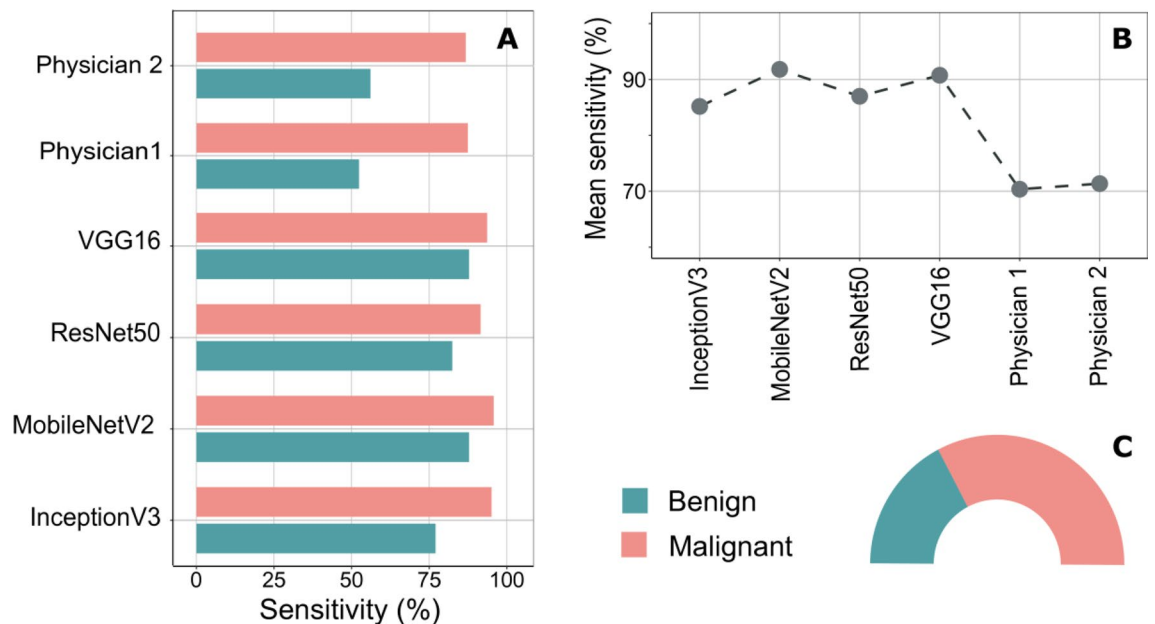 A
Physician 2
Physician1
VGG16
ResNet50
MobileNetV2
InceptionV3
0 25 50 75 100
Sensitivity (%)
B
Mean sensitivity (%)
90
70
InceptionV3
MobileNetV2
ResNet50
VGG16
Physician 1
Physician 2
C
Benign
Malignant